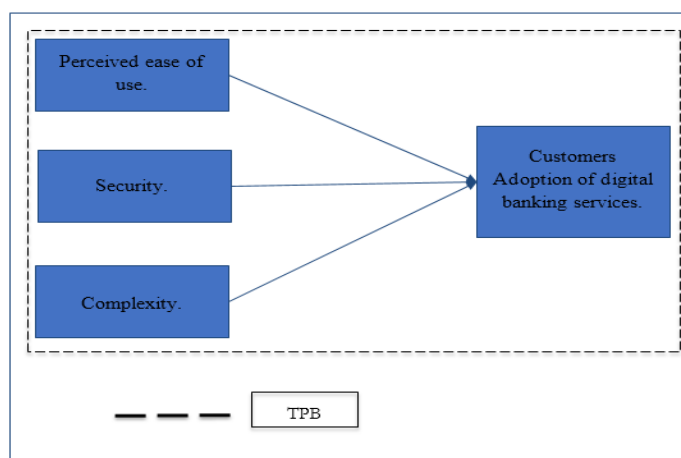 Perceived ease of
use.
Security.
Complexity.
Customers
Adoption of digital
banking services.
TPB